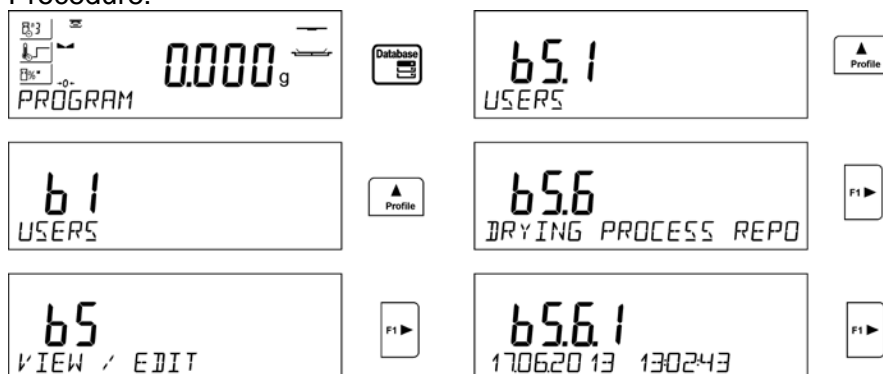 Procedure:
0.000 g
-0+
PROGRAM
Database
b1
USERS
Profile
b5
VIEW / EDIT
F1
b5.1
USERS
Profile
b5.6
DRYING PROCESS REPO
F1
b5.6.1
17.06.2013 13:02:43
F1